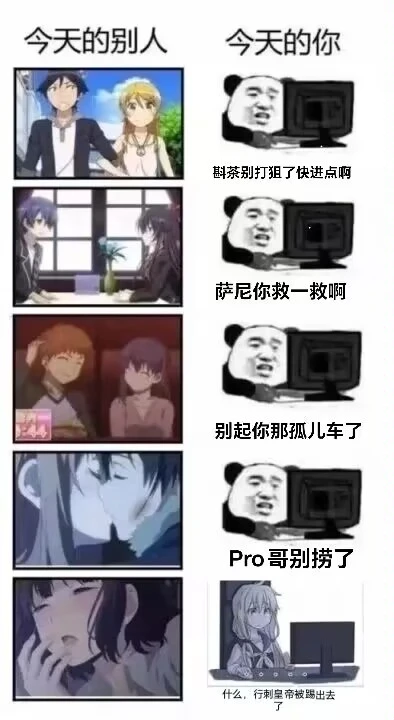 今天的别人
今天的你
斟茶别打狙了快进点啊
萨尼你救一救啊
别起你那孤儿车了
Pro哥别捞了
什么，行刺皇帝被踢出去
了